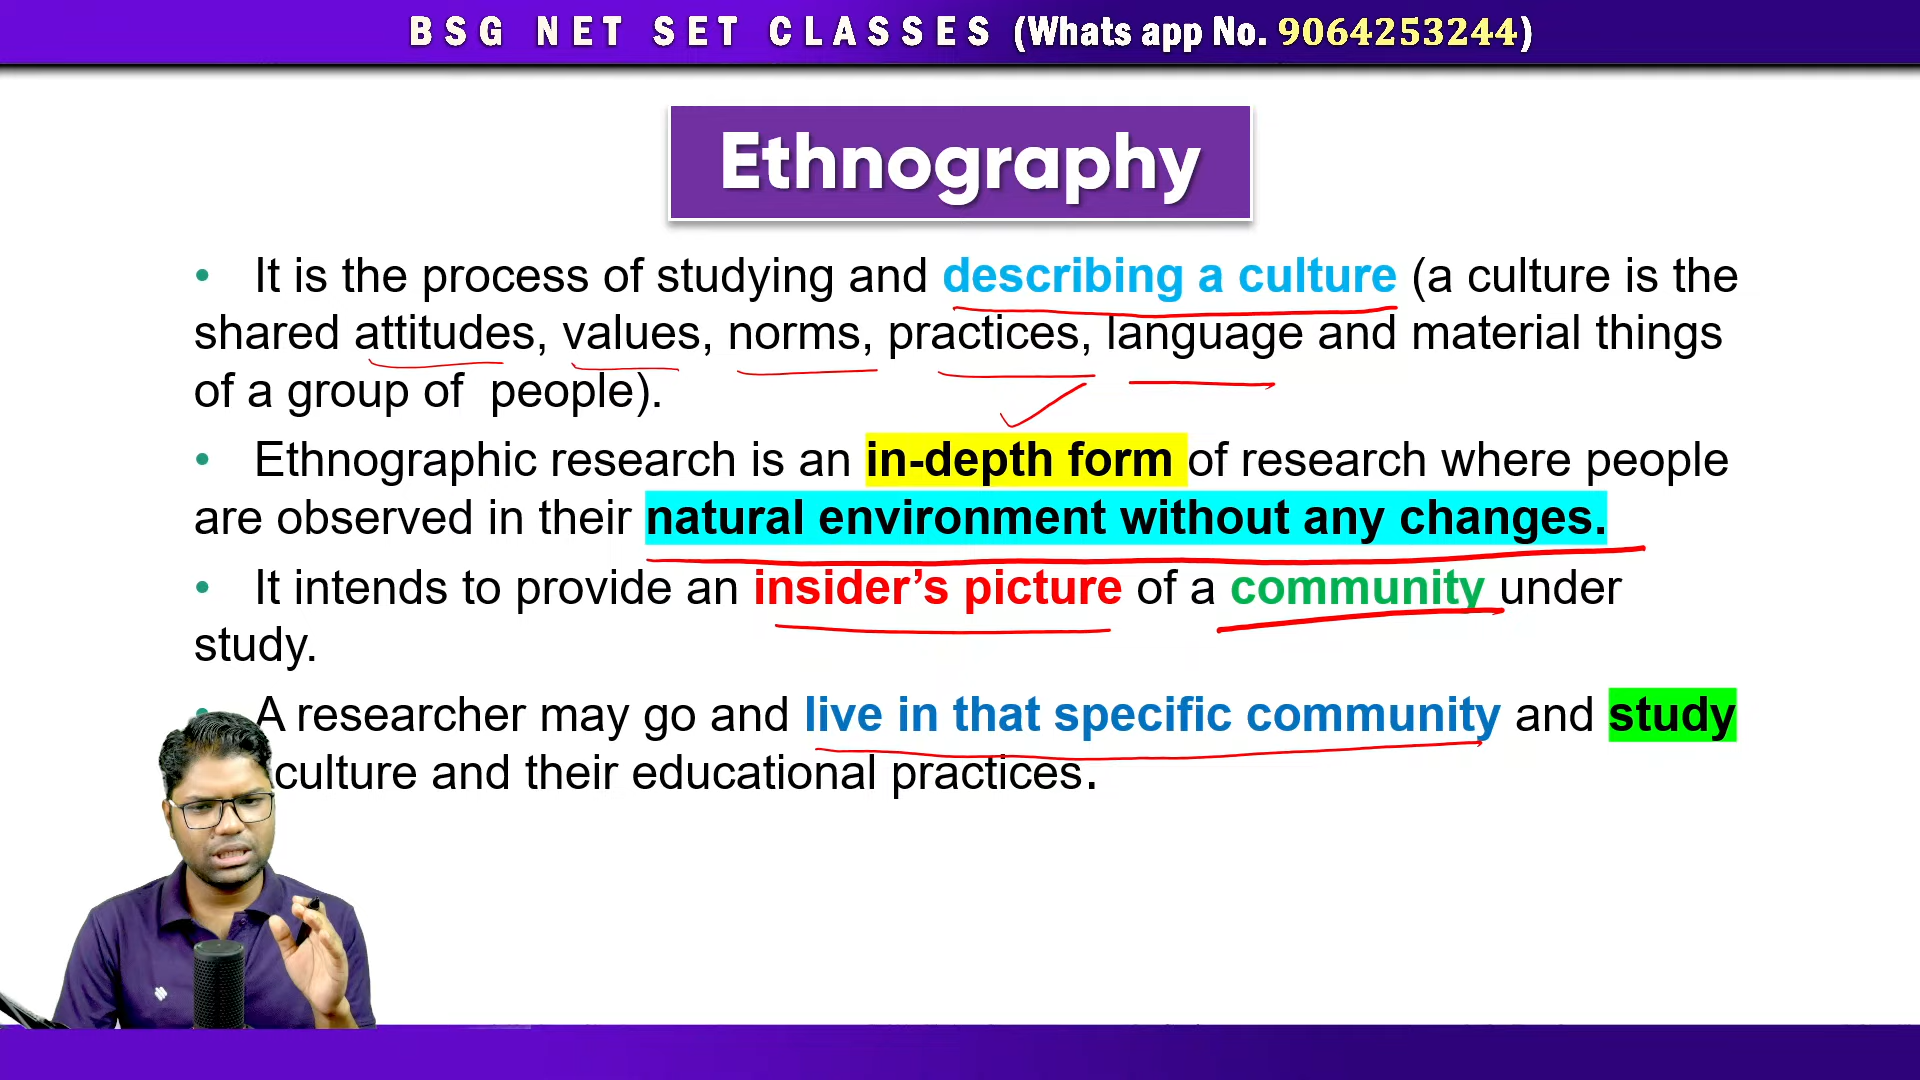 BSG NET SET CLASSES (Whats app No. 9064253244)
Ethnography
• It is the process of studying and describing a culture (a culture is the
shared attitudes, values, norms, practices, language and material things
of a group of people).
• Ethnographic research is an in-depth form of research where people
are observed in their natural environment without any changes.
• It intends to provide an insider’s picture of a community under
study.
• A researcher may go and live in that specific community and study
culture and their educational practices.